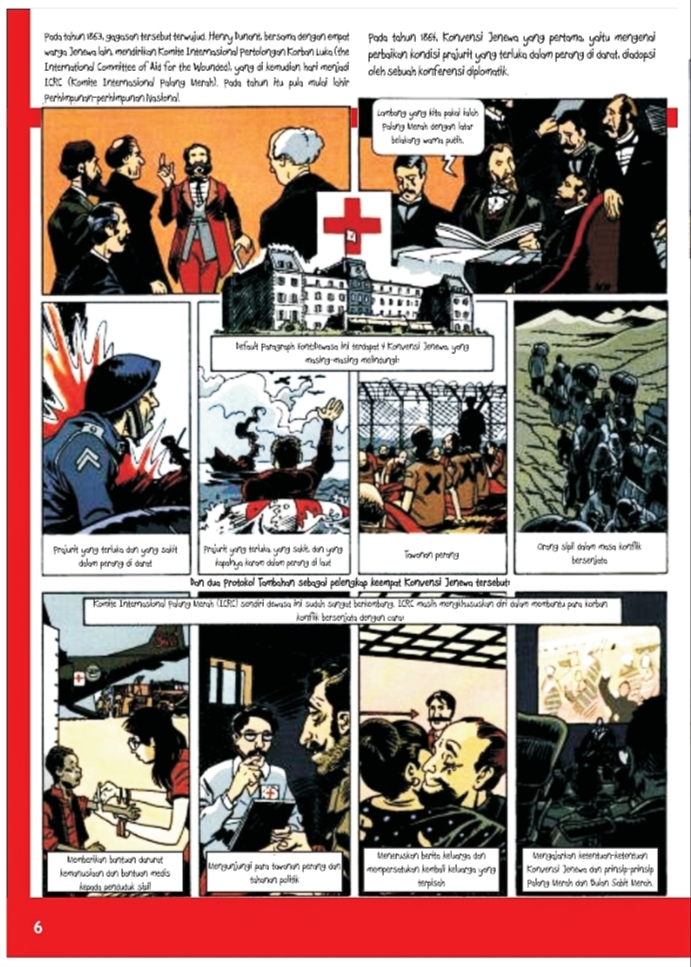 Pada tahun 1863, gagasan tersebut terwujud. Henry Dunant, bersama dengan empat
warga Jenewa lain, mendirikan Komite Internasional Pertolongan Korban Luka (the
International Committee of Aid for the Wounded), yang di kemudian hari menjadi
ICRC (Komite Internasional Palang Merah). Pada tahun itu pula mulai lahir
Perhimpunan-perhimpunan Nasional.
Pada tahun 1864, Konvensi Jenewa yang pertama, yaitu mengenai
perbaikan kondisi prajurit yang terluka dalam perang di darat, diadopsi
oleh sebuah konferensi diplomatik.
Lambang yang kita pakai ialah
Palang Merah dengan latar
belakang warna putih.
Default Paragraph Font;Dewasa ini terdapat 4 Konvensi Jenewa, yang
masing-masing melindungi:
Prajurit yang terluka dan yang sakit
dalam perang di darat
Prajurit yang terluka, yang sakit, dan yang
kapalnya karam dalam perang di laut
Tawanan perang
Orang sipil dalam masa konflik
bersenjata
Dan dua Protokol Tambahan sebagai pelengkap keempat Konvensi Jenewa tersebut:
Komite Internasional Palang Merah (ICRC) sendiri dewasa ini sudah sangat berkembang. ICRC masih mengkhususkan diri dalam membantu para korban
konflik bersenjata dengan cara:
Memberikan bantuan darurat
kemanusiaan dan bantuan medis
kepada penduduk sipil
Mengunjungi para tawanan perang dan
tahanan politik
Meneruskan berita keluarga dan
mempersatukan kembali keluarga yang
terpisah
Mengajarkan ketentuan-ketentuan
Konvensi Jenewa dan prinsip-prinsip
Palang Merah dan Bulan Sabit Merah.
6